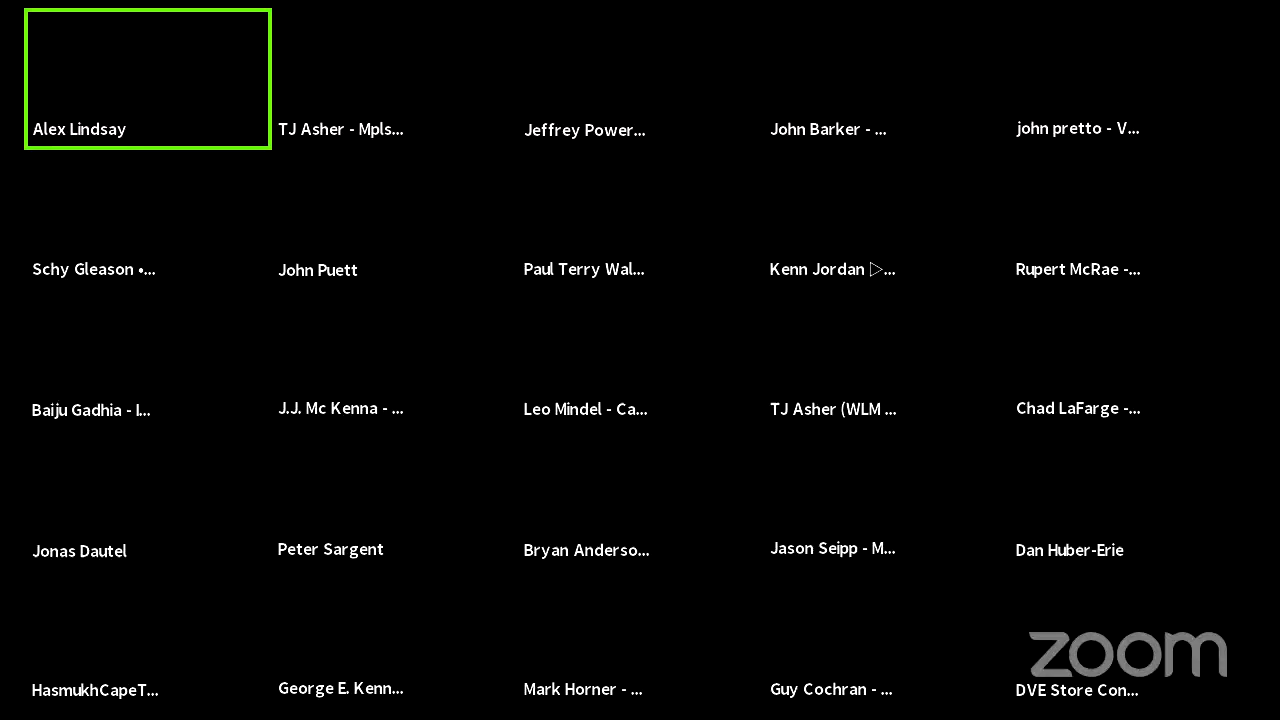 Alex Lindsay
TJ Asher - Mpls...
Jeffrey Power...
John Barker - ...
john pretto - V...
Schy Gleason •...
John Puett
Paul Terry Wal...
Kenn Jordan ▷...
Rupert McRae -...
Baiju Gadhia - I...
J.J. Mc Kenna - ...
Leo Mindel - Ca...
TJ Asher (WLM ...
Chad LaFarge -...
Jonas Dautel
Peter Sargent
Bryan Anderso...
Jason Seipp - M...
Dan Huber-Erie
zoom
HasmukhCapeT...
George E. Kenn...
Mark Horner - ...
Guy Cochran - ...
DVE Store Con...